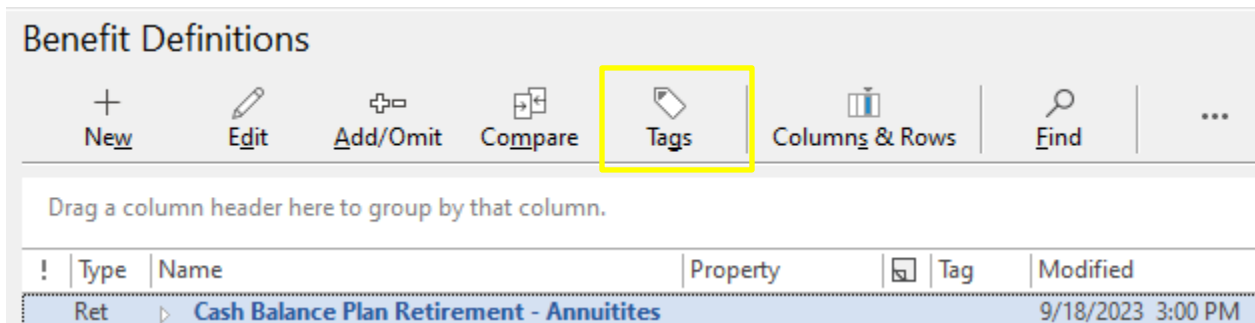 Benefit Definitions
New Edit Add/Omit Compare Tags Columns & Rows Find ...
Drag a column header here to group by that column.
! Type Name Property Tag Modified
Ret Cash Balance Plan Retirement - Annuitites 9/18/2023 3:00 PM